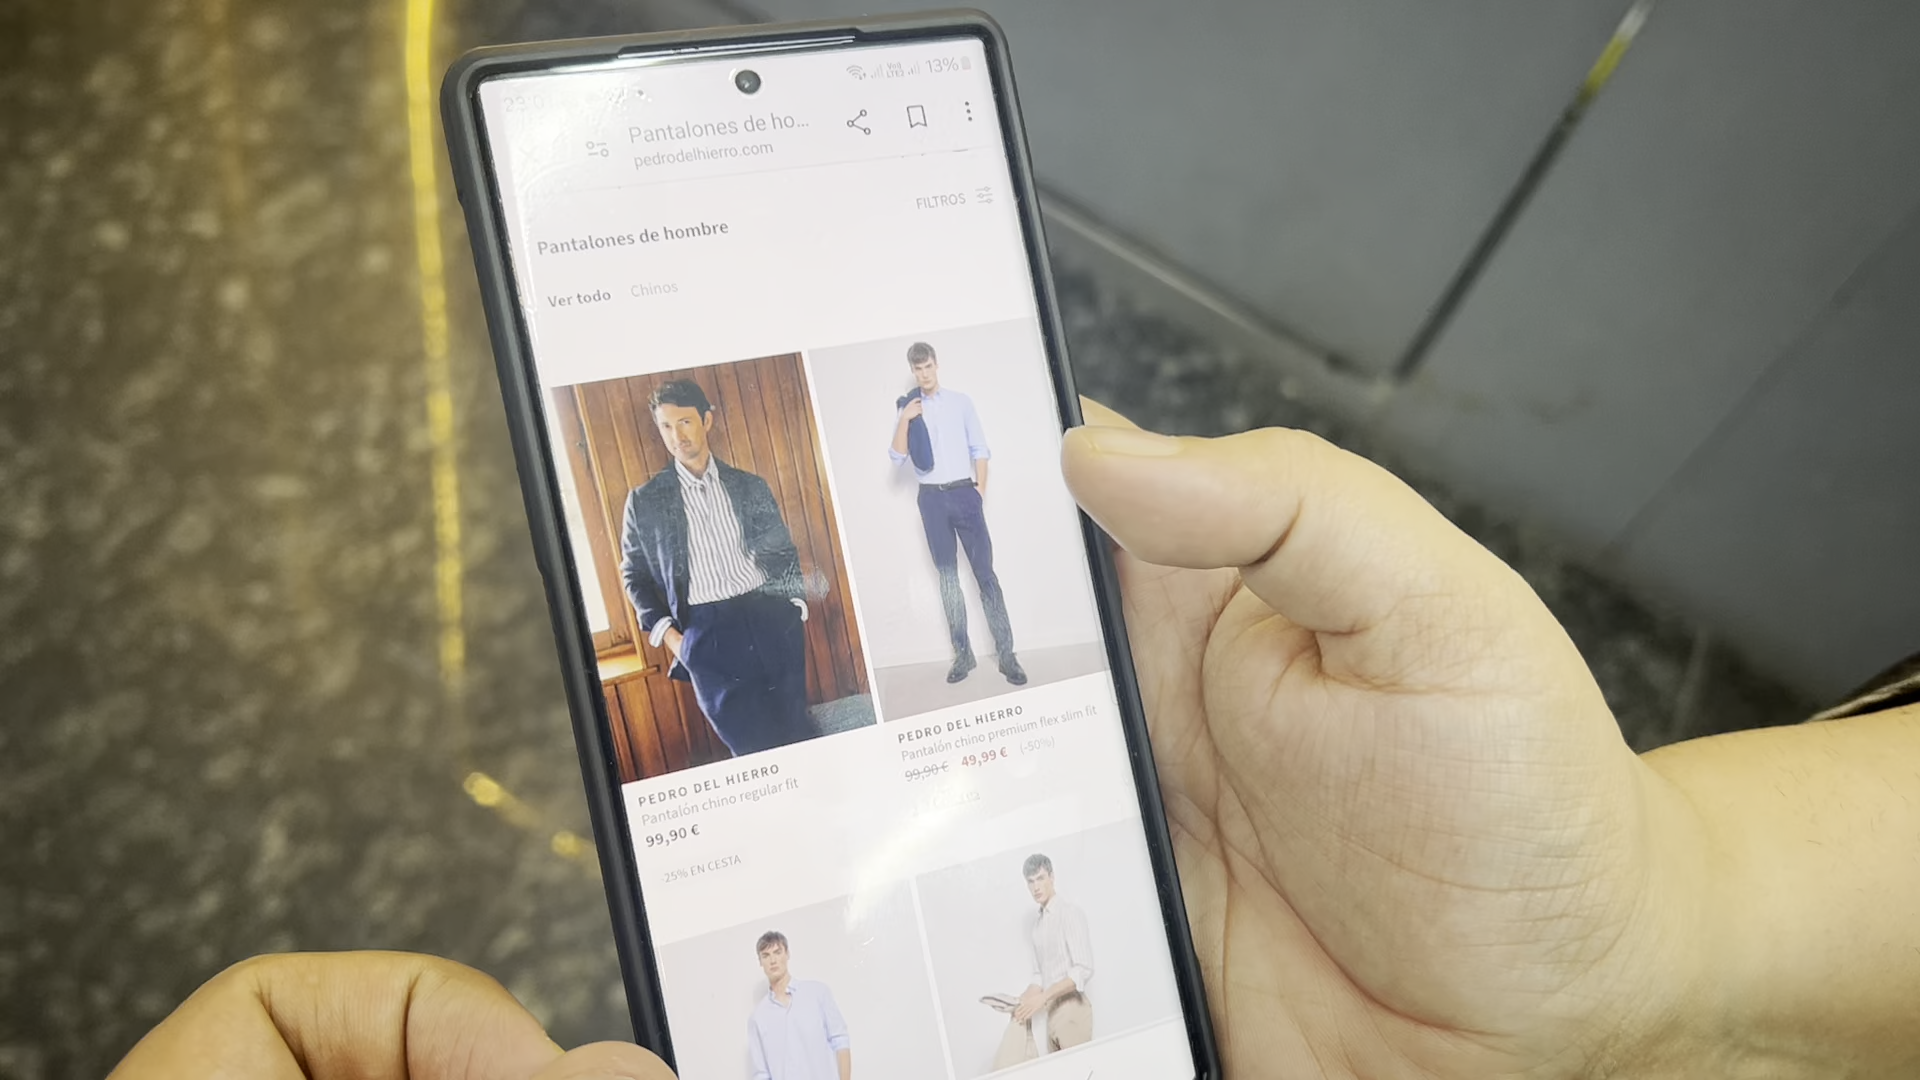 VoB
LTE2
13%
Pantalones de ho...
pedrodelhierro.com
FILTROS
Pantalones de hombre
Ver todo
Chinos
PEDRO DEL HIERRO
Pantalón chino regular fit
99,90 €
-25% EN CESTA
PEDRO DEL HIERRO
Pantalón chino premium flex slim fit
99,90 € 49,99 € (-50%)